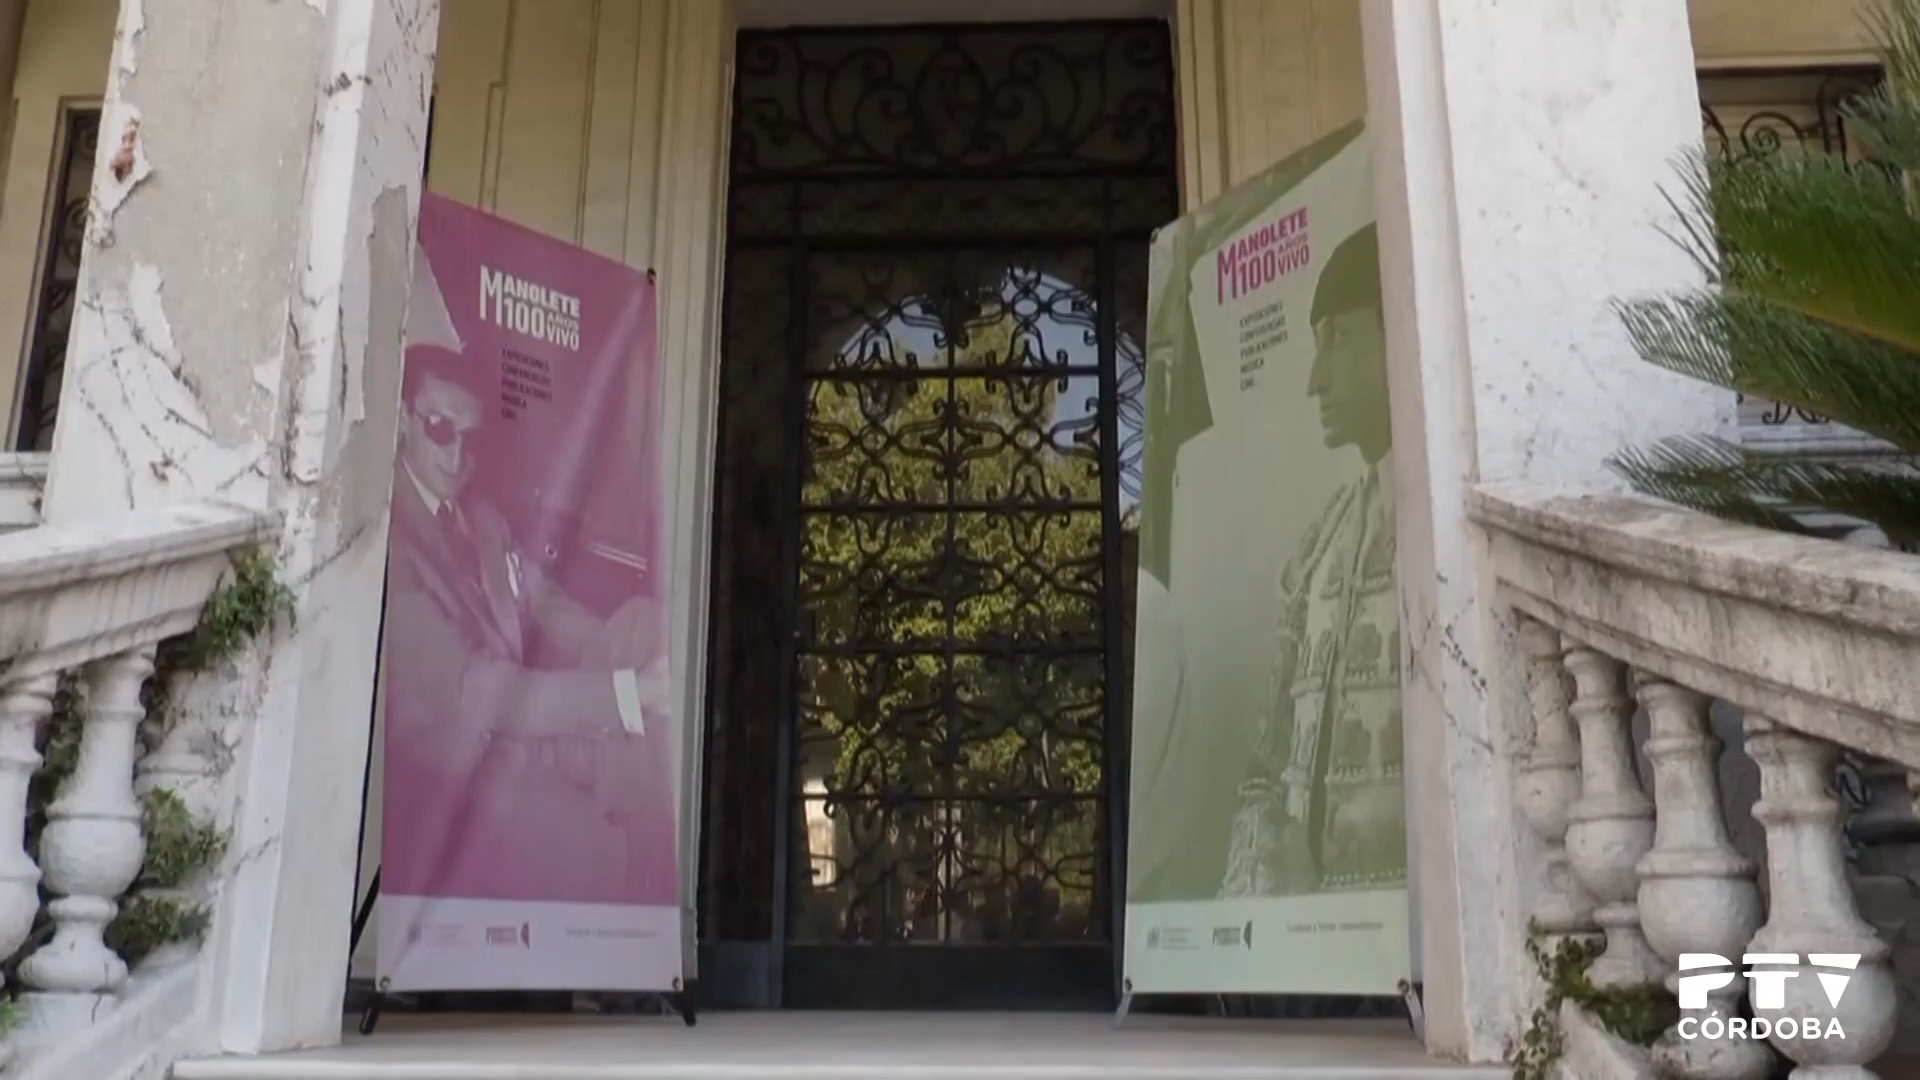 MANOLETE
100 AÑOS
VIVO
EXPOSICIONES
CONFERENCIAS
PUBLICACIONES
MÚSICA
CINE
MANOLETE
100 AÑOS
VIVO
EXPOSICIONES
CONFERENCIAS
PUBLICACIONES
MÚSICA
CINE
PTV
CÓRDOBA